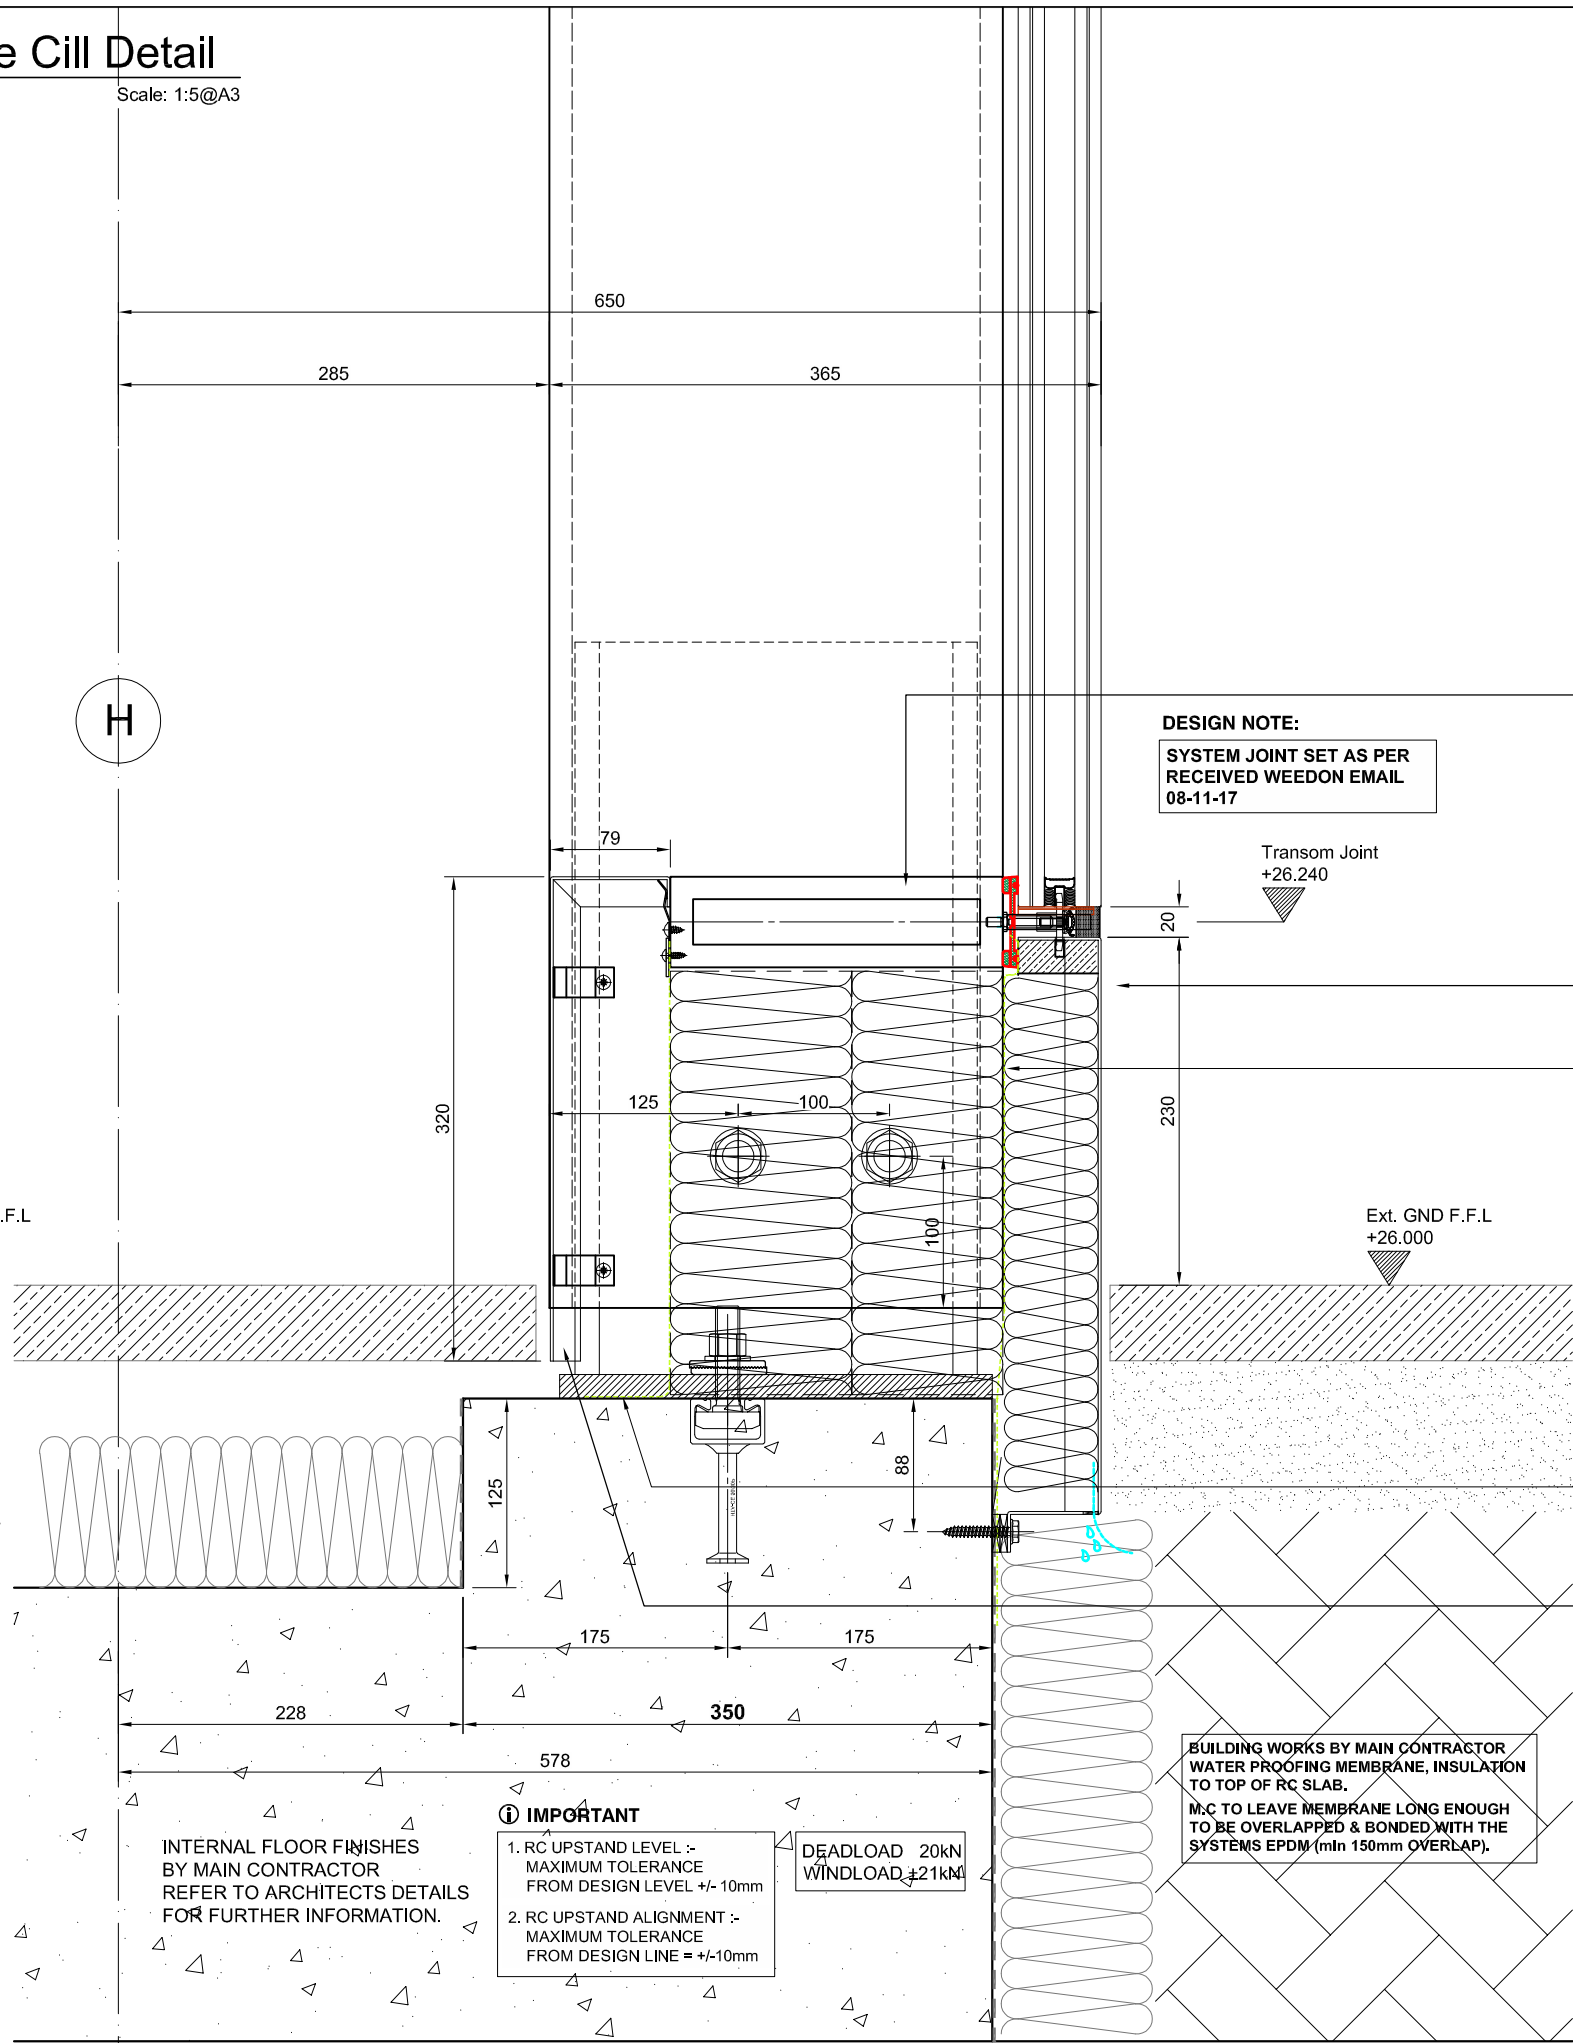 e Cill Detail
Scale: 1:5@A3
650
285
365
H
DESIGN NOTE:
SYSTEM JOINT SET AS PER
RECEIVED WEEDON EMAIL
08-11-17
79
Transom Joint
+26.240
20
320
125
100
230
100
.F.L
Ext. GND F.F.L
+26.000
125
88
175
175
228
350
578
BUILDING WORKS BY MAIN CONTRACTOR
WATER PROOFING MEMBRANE, INSULATION
TO TOP OF RC SLAB.
M.C TO LEAVE MEMBRANE LONG ENOUGH
TO BE OVERLAPPED & BONDED WITH THE
SYSTEMS EPDM (min 150mm OVERLAP).
INTERNAL FLOOR FINISHES
BY MAIN CONTRACTOR
REFER TO ARCHITECTS DETAILS
FOR FURTHER INFORMATION.
i IMPORTANT
1. RC UPSTAND LEVEL :-
MAXIMUM TOLERANCE
FROM DESIGN LEVEL +/- 10mm
2. RC UPSTAND ALIGNMENT :-
MAXIMUM TOLERANCE
FROM DESIGN LINE = +/-10mm
DEADLOAD 20kN
WINDLOAD ±21kN